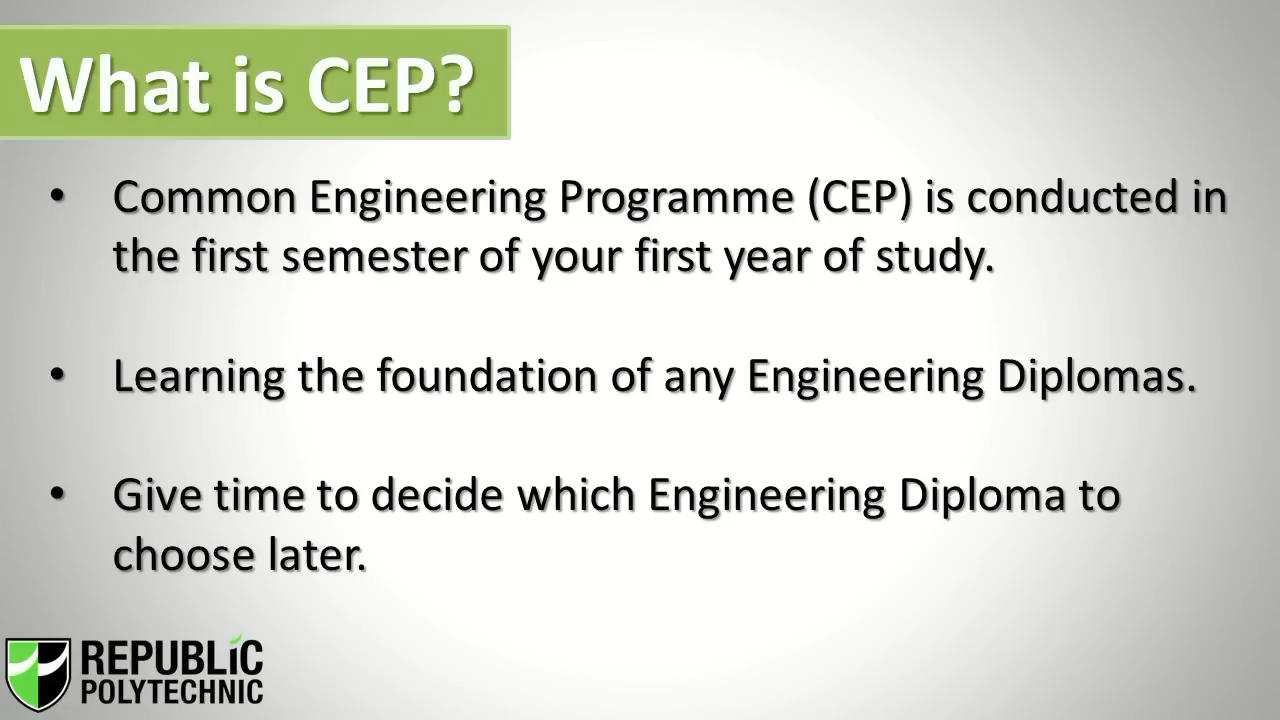 What is CEP?
• Common Engineering Programme (CEP) is conducted in
the first semester of your first year of study.
• Learning the foundation of any Engineering Diplomas.
• Give time to decide which Engineering Diploma to
choose later.
REPUBLIC
POLYTECHNIC